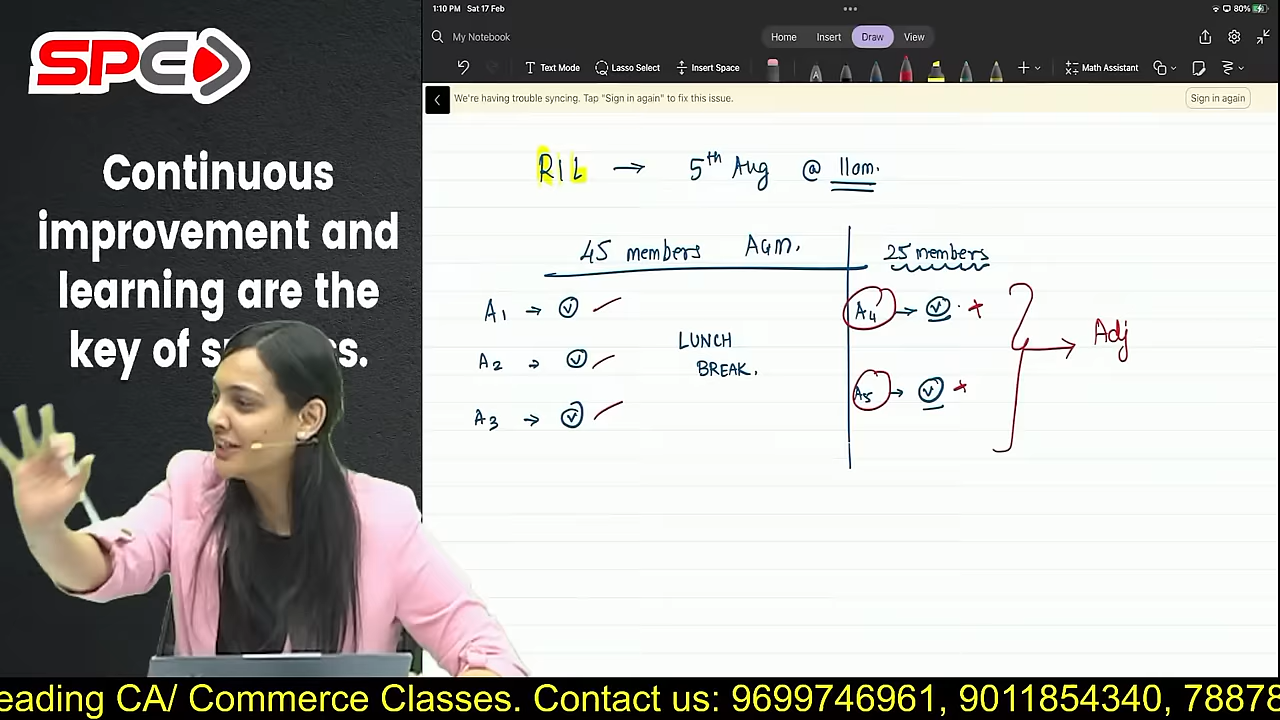 SPC
Continuous
improvement and
learning are the
key of s s.
1:10 PM Sat 17 Feb
80%
My Notebook
Home Insert Draw View
Text Mode Lasso Select Insert Space Math Assistant
We're having trouble syncing. Tap "Sign in again" to fix this issue.
Sign in again
RIL → 5th Aug @ 11am.
45 members AGM.
25 members
A1 → V
A2 → V
A3 → V
LUNCH
BREAK.
A4 → V
A5 → V
→ Adj
eading CA/ Commerce Classes. Contact us: 9699746961, 9011854340, 78878